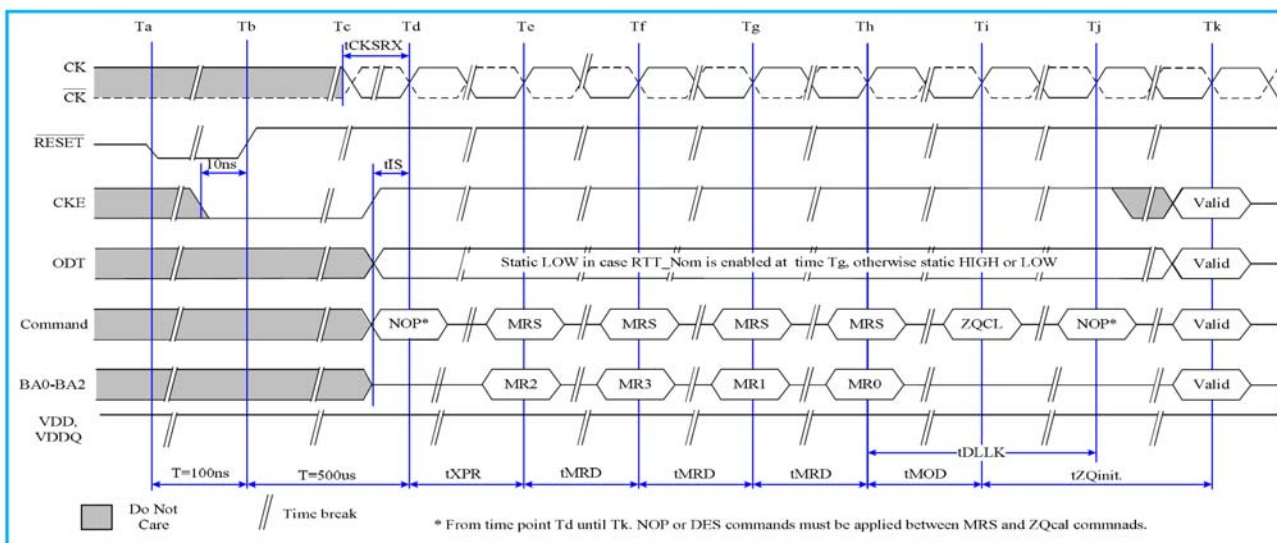 Ta Tb Tc Td Te Tf Tg Th Ti Tj Tk
tCKSRX
CK
CK
RESET
10ns
tIS
CKE
Valid
ODT
Static LOW in case RTT_Nom is enabled at time Tg, otherwise static HIGH or LOW
Valid
Command
NOP*
MRS
MRS
MRS
MRS
ZQCL
NOP*
Valid
BA0-BA2
MR2
MR3
MR1
MR0
Valid
VDD,
VDDQ
tDLLK
T=100ns
T=500us
tXPR
tMRD
tMRD
tMRD
tMOD
tZQinit.
Do Not
Care
Time break
* From time point Td until Tk. NOP or DES commands must be applied between MRS and ZQcal commnads.